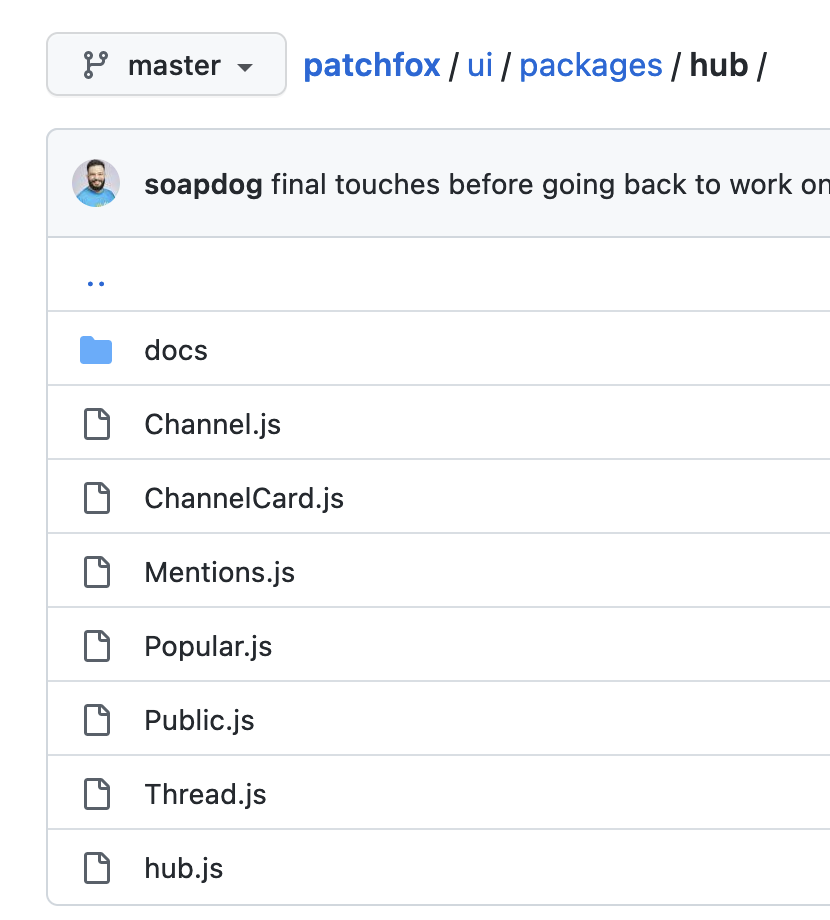 master patchfox / ui / packages / hub /
soapdog final touches before going back to work on
..
docs
Channel.js
ChannelCard.js
Mentions.js
Popular.js
Public.js
Thread.js
hub.js